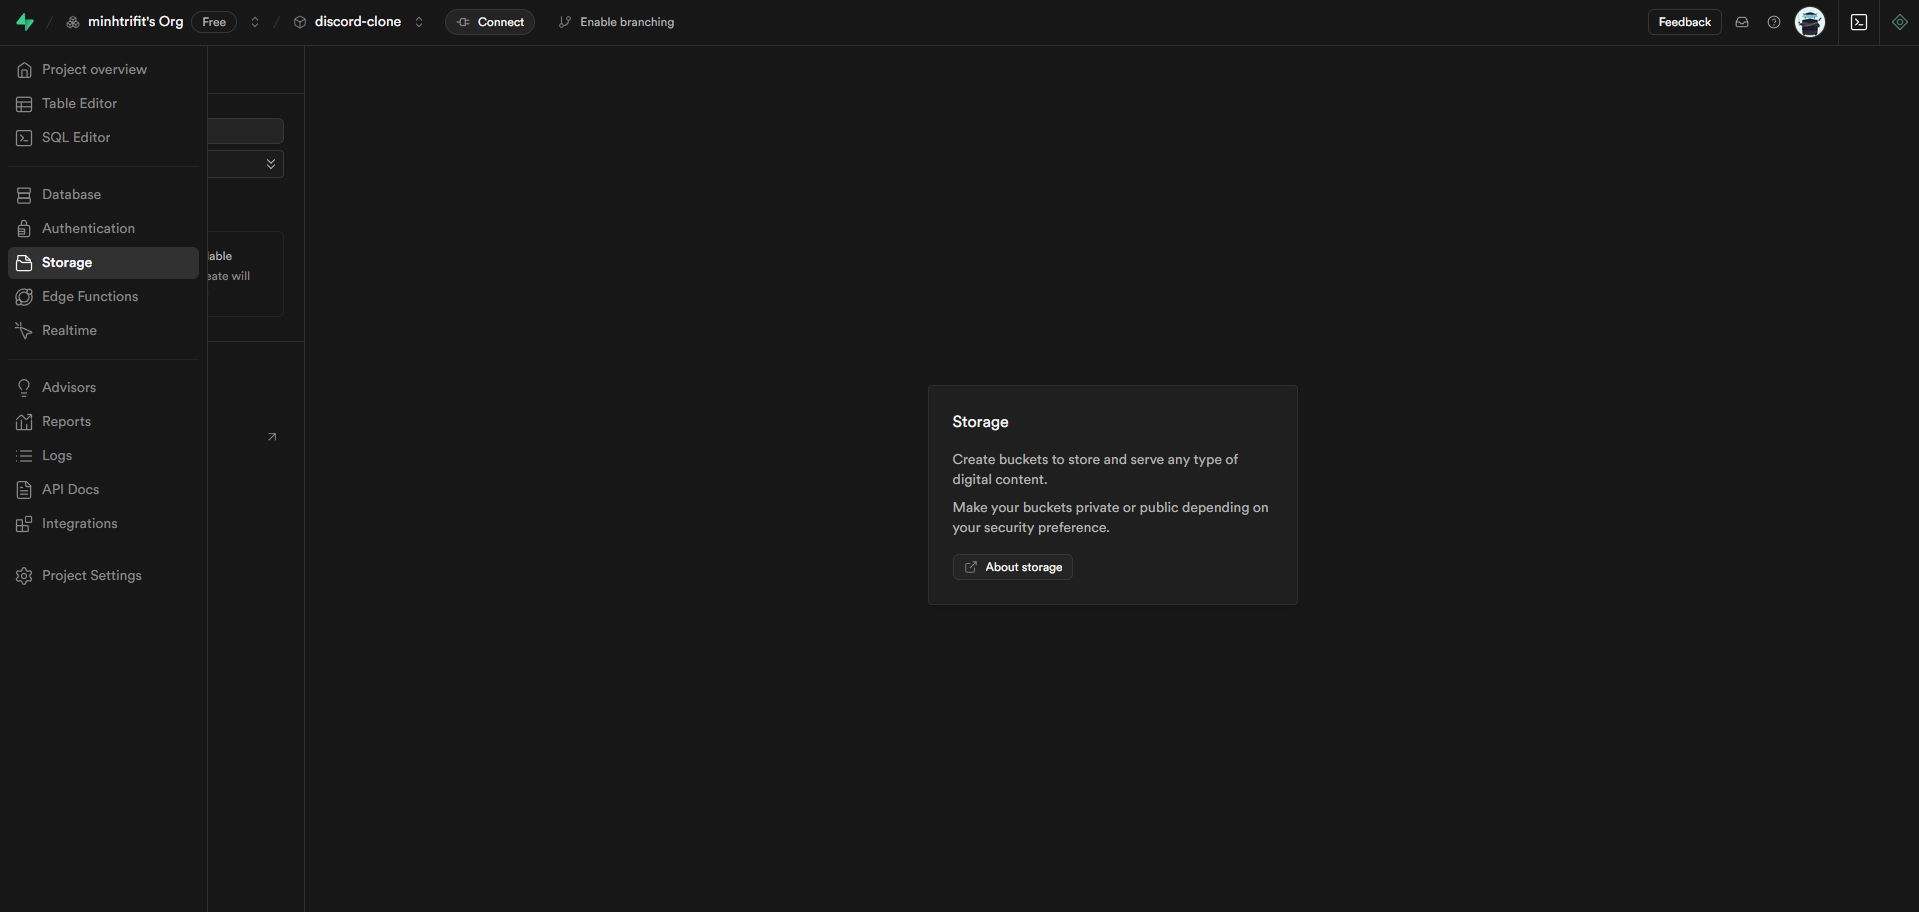 minhtrifit's Org Free discord-clone Connect Enable branching Feedback
Project overview
Table Editor
SQL Editor
Database
Authentication
Storage
Edge Functions
Realtime
Advisors
Reports
Logs
API Docs
Integrations
Project Settings
lable
eate will
Storage
Create buckets to store and serve any type of
digital content.
Make your buckets private or public depending on
your security preference.
About storage